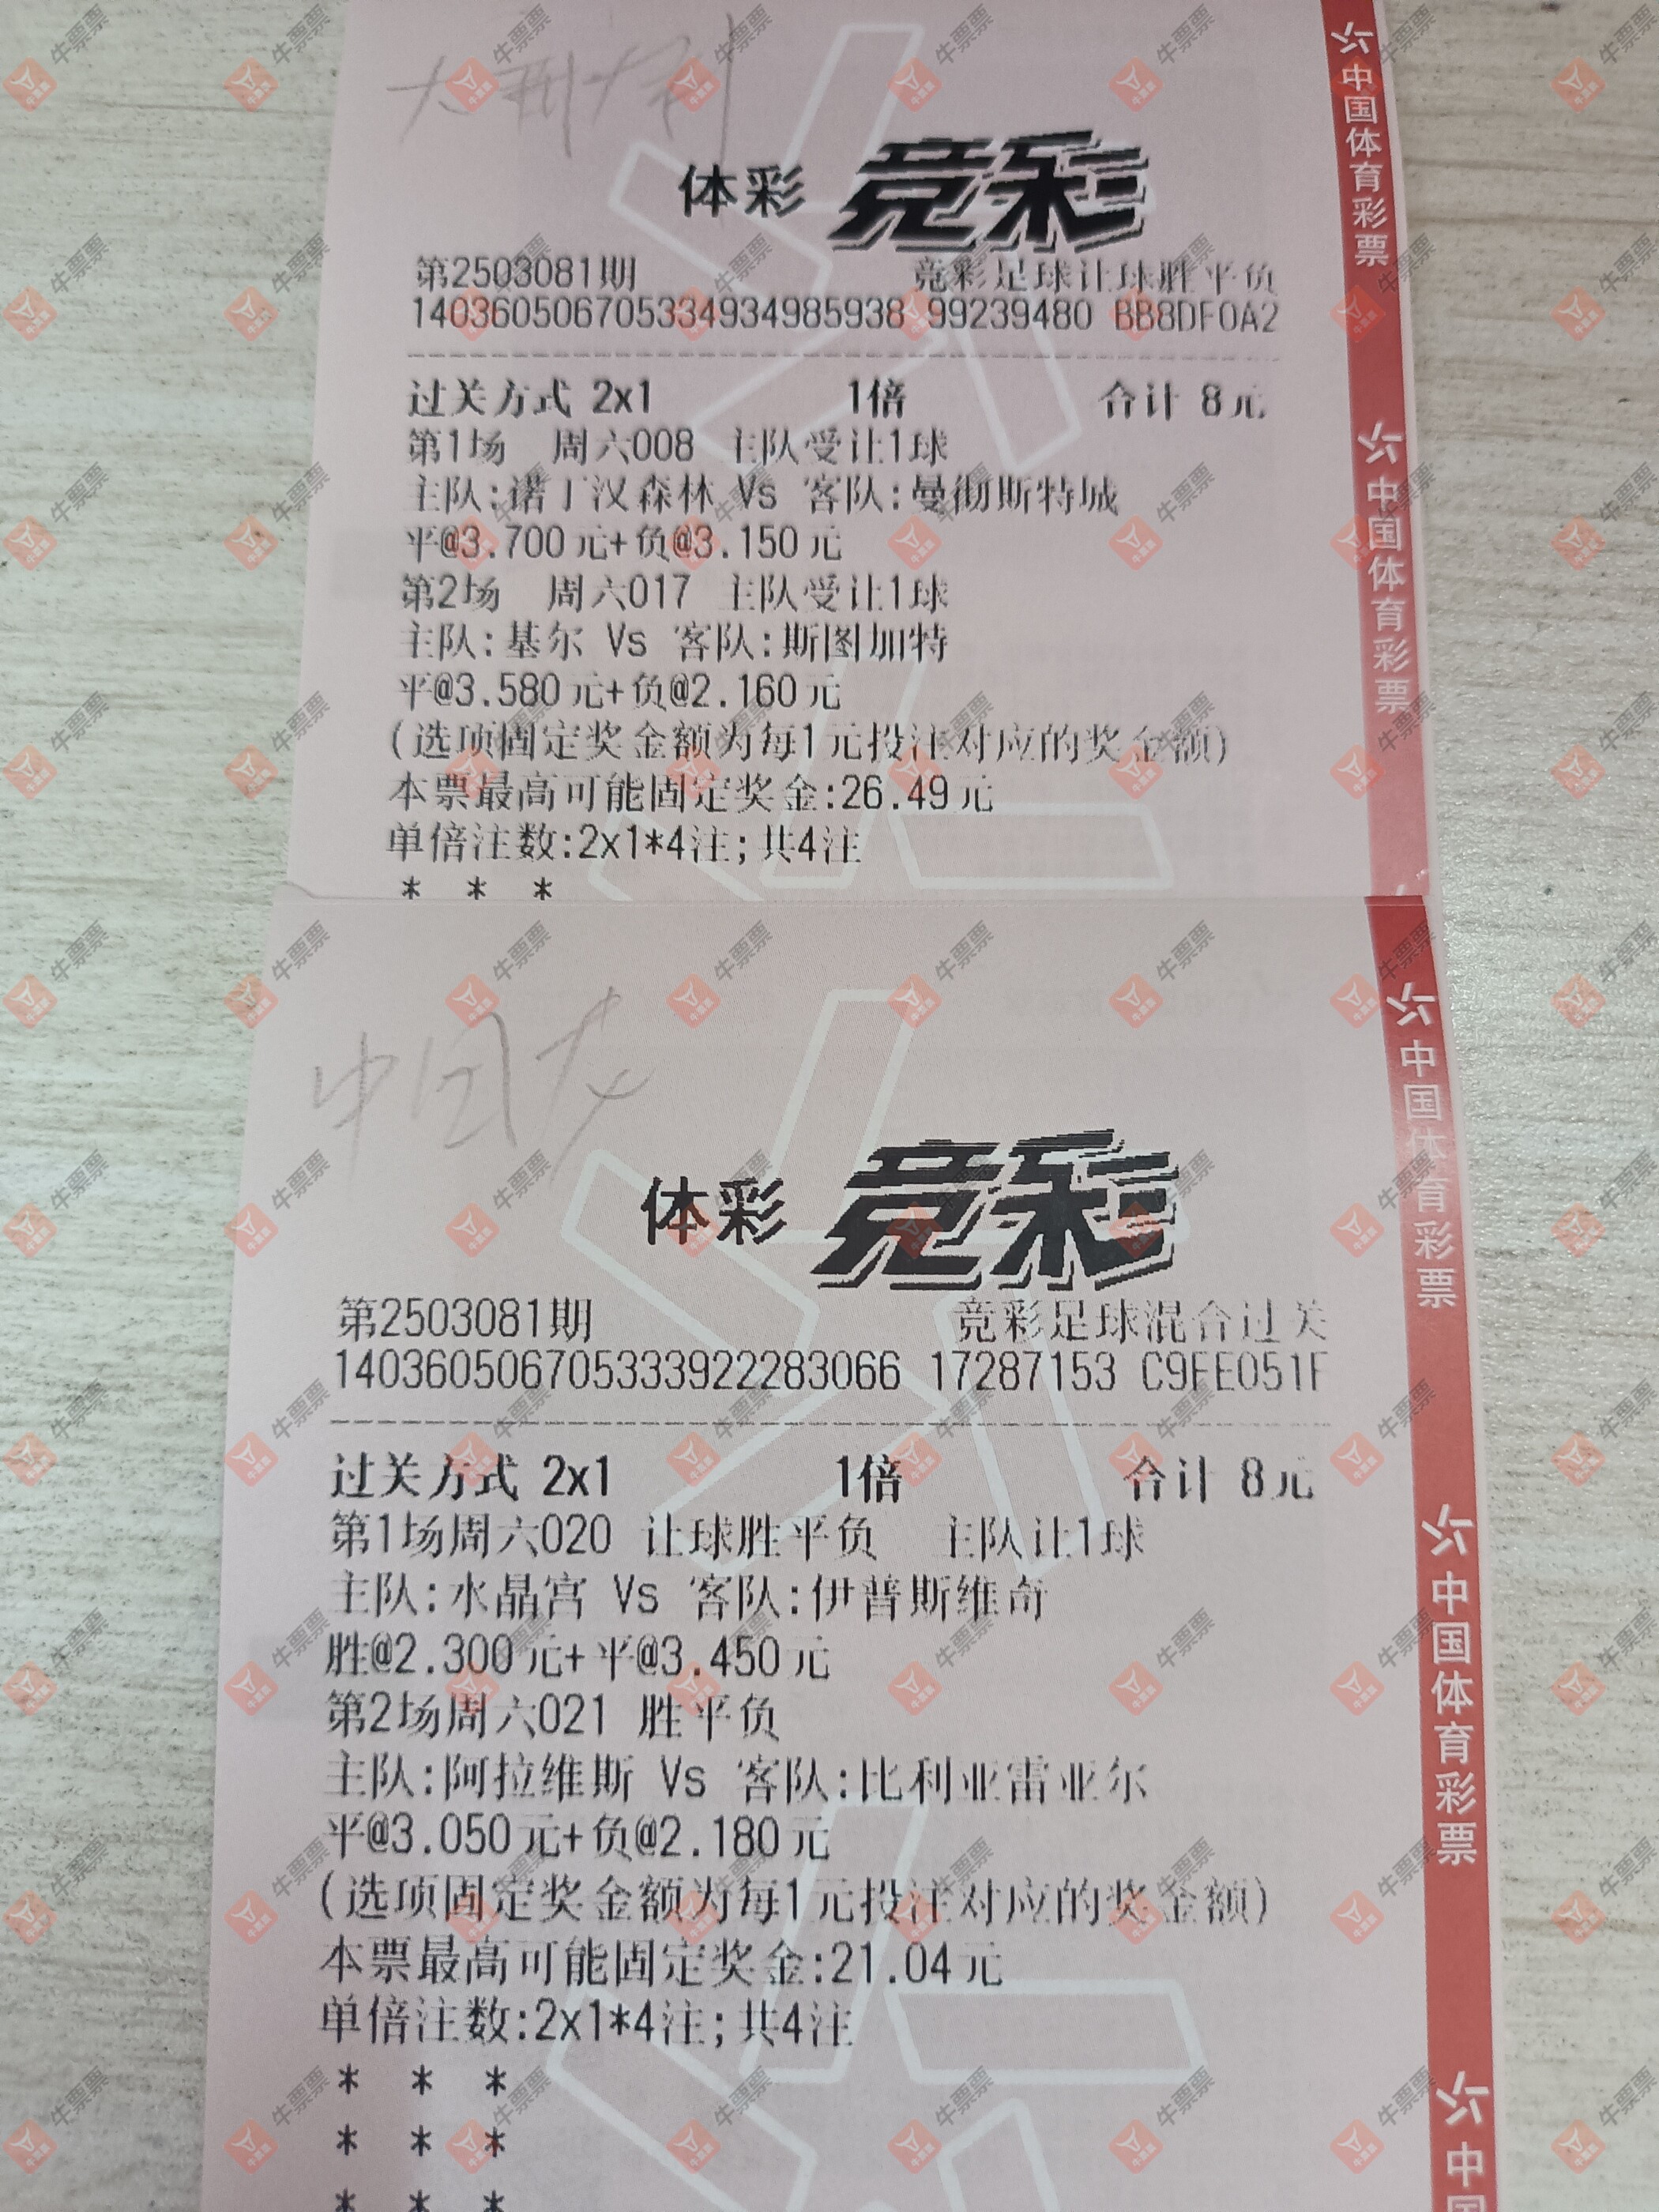 体彩 竞彩
第2503081期 竞彩足球让球胜平负
140360506705334934985938 99239480 BB8DF0A2
过关方式 2x1 1倍 合计 8元
第1场 周六008 主队受让1球
主队:诺丁汉森林 Vs 客队:曼彻斯特城
平@3.700元+负@3.150元
第2场 周六017 主队受让1球
主队:基尔 Vs 客队:斯图加特
平@3.580元+负@2.160元
(选项固定奖金额为每1元投注对应的奖金额)
本票最高可能固定奖金:26.49元
单倍注数:2x1*4注;共4注
* * *
中国体育彩票
中国体育彩票
体彩 竞彩
第2503081期 竞彩足球混合过关
140360506705333922283066 17287153 C9FE051F
过关方式 2x1 1倍 合计 8元
第1场周六020 让球胜平负 主队让1球
主队:水晶宫 Vs 客队:伊普斯维奇
胜@2.300元+平@3.450元
第2场周六021 胜平负
主队:阿拉维斯 Vs 客队:比利亚雷亚尔
平@3.050元+负@2.180元
(选项固定奖金额为每1元投注对应的奖金额)
本票最高可能固定奖金:21.04元
单倍注数:2x1*4注;共4注
* * *
* * *
* * *
中国体育彩票
中国体育彩票
中国
牛票票